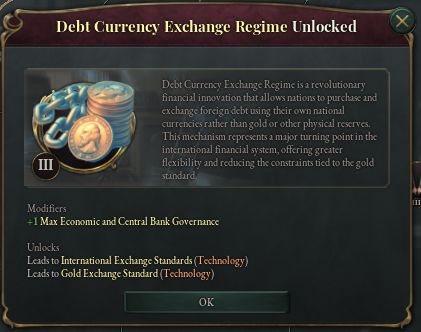 Debt Currency Exchange Regime Unlocked
Debt Currency Exchange Regime is a revolutionary
financial innovation that allows nations to purchase and
exchange foreign debt using their own national
currencies rather than gold or other physical reserves.
This mechanism represents a major turning point in the
international financial system, offering greater
flexibility and reducing the constraints tied to the gold
standard.
III
Modifiers
+1 Max Economic and Central Bank Governance
Unlocks
Leads to International Exchange Standards (Technology)
Leads to Gold Exchange Standard (Technology)
OK